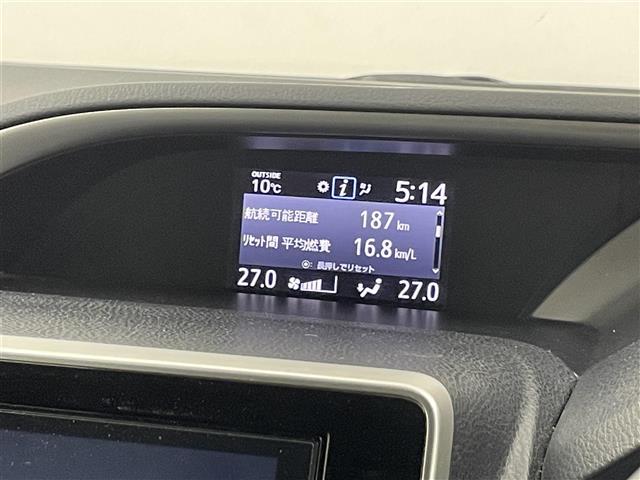 OUTSIDE
10℃ i 5:14
航続可能距離 187 km
ﾘｾｯﾄ間 平均燃費 16.8 km/L
: 長押しでリセット
27.0 27.0